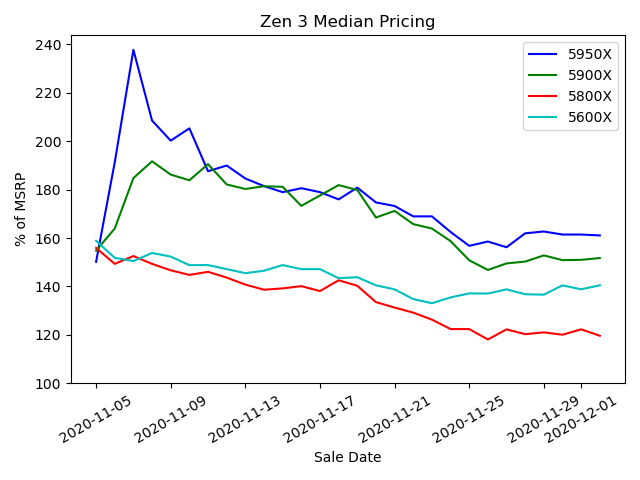 Zen 3 Median Pricing
5950X
5900X
5800X
5600X
% of MSRP
240
220
200
180
160
140
120
100
2020-11-05
2020-11-09
2020-11-13
2020-11-17
2020-11-21
2020-11-25
2020-11-29
2020-12-01
Sale Date